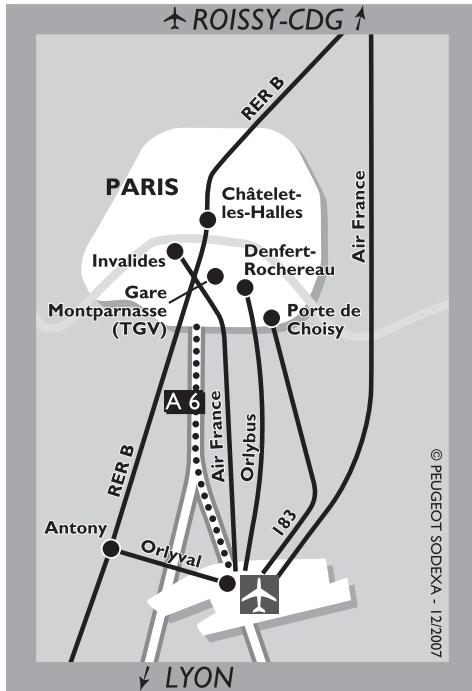 ROISSY-CDG
RER B
PARIS
Châtelet-
les-Halles
Air France
Invalides
Denfert-
Rochereau
Gare
Montparnasse
(TGV)
Porte de
Choisy
A 6
Air France
Orlybus
RER B
183
Antony
Orlyval
© PEUGEOT SODEXA - 12/2007
LYON